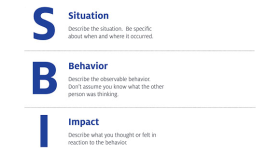 S
Situation
Describe the situation. Be specific
about when and where it occurred.
B
Behavior
Describe the observable behavior.
Don't assume you know what the other
person was thinking.
I
Impact
Describe what you thought or felt in
reaction to the behavior.